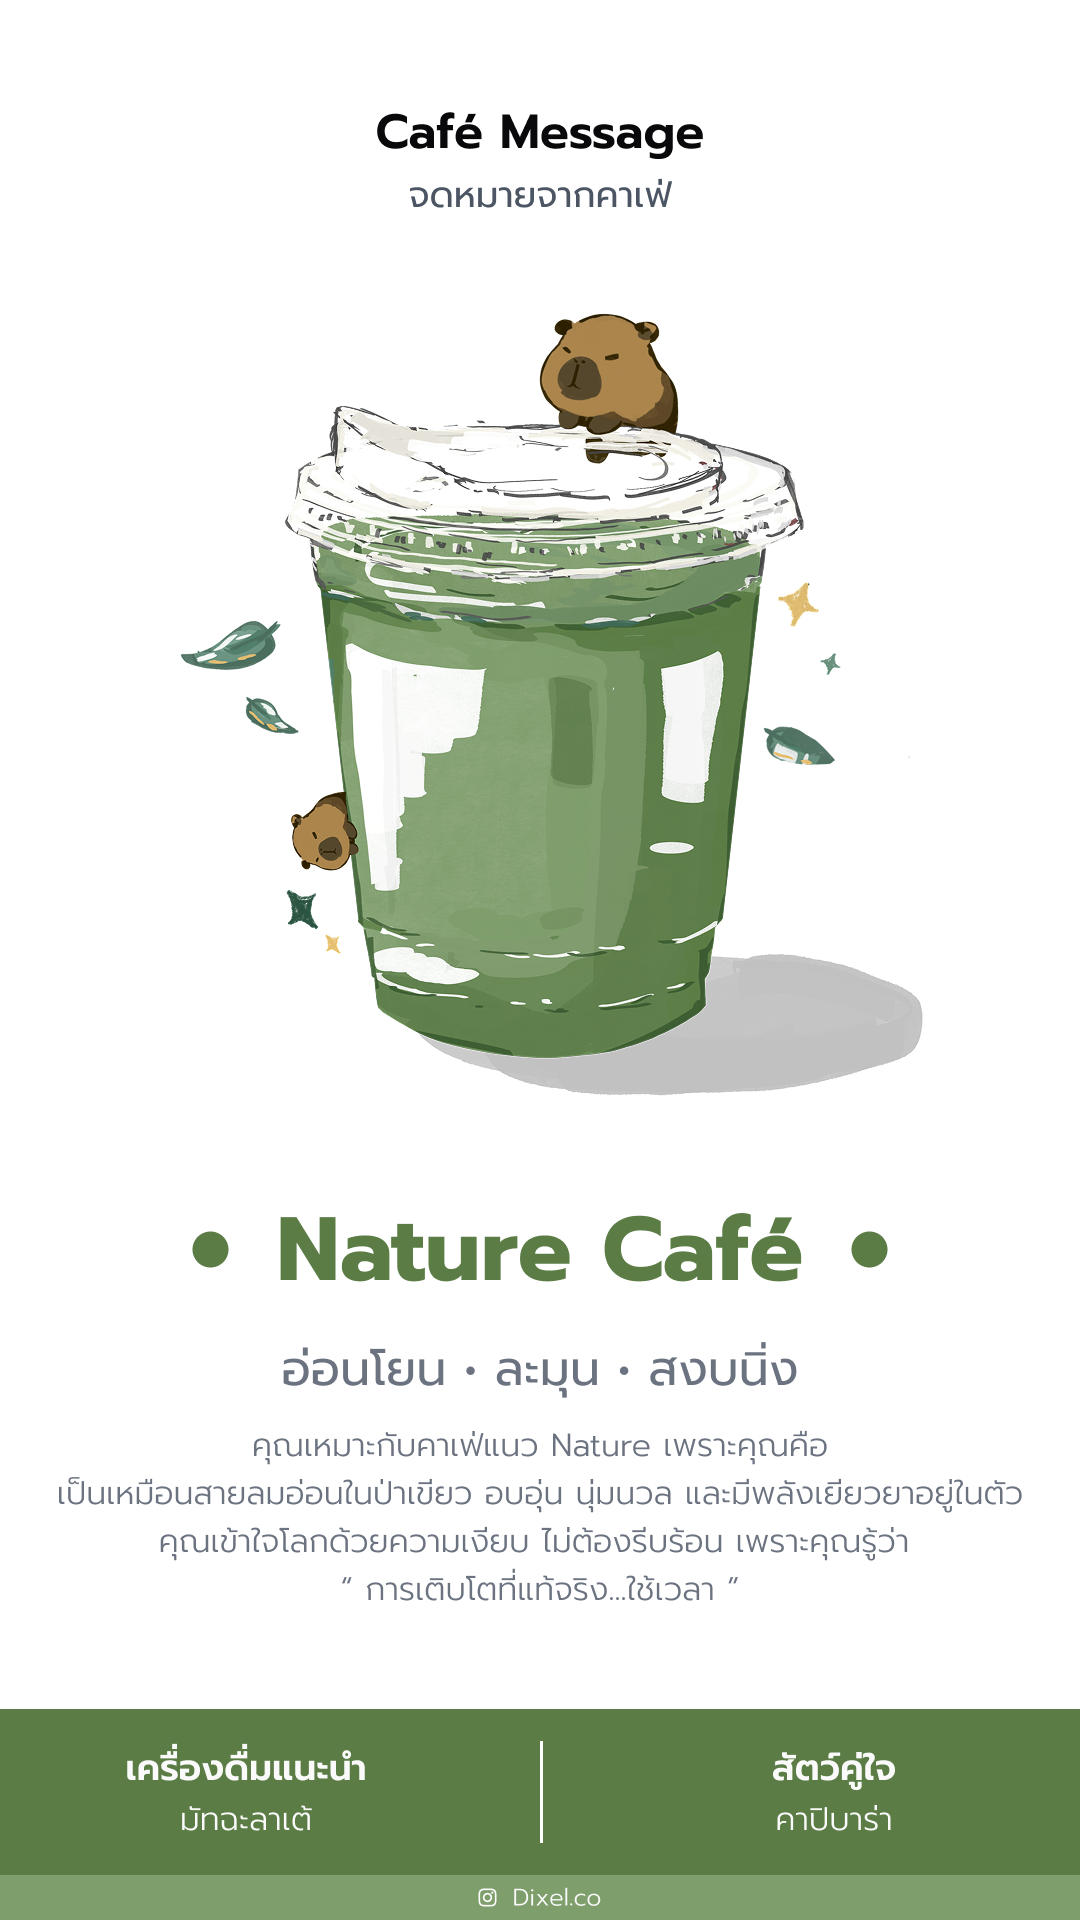 Café Message
จดหมายจากคาเฟ่
• Nature Café •
อ่อนโยน • ละมุน • สงบนิ่ง
คุณเหมาะกับคาเฟ่แนว Nature เพราะคุณคือ
เป็นเหมือนสายลมอ่อนในป่าเขียว อบอุ่น นุ่มนวล และมีพลังเยียวยาอยู่ในตัว
คุณเข้าใจโลกด้วยความเงียบ ไม่ต้องรีบร้อน เพราะคุณรู้ว่า
“ การเติบโตที่แท้จริง...ใช้เวลา ”
เครื่องดื่มแนะนำ
มัทฉะลาเต้
สัตว์คู่ใจ
คาปิบาร่า
Dixel.co